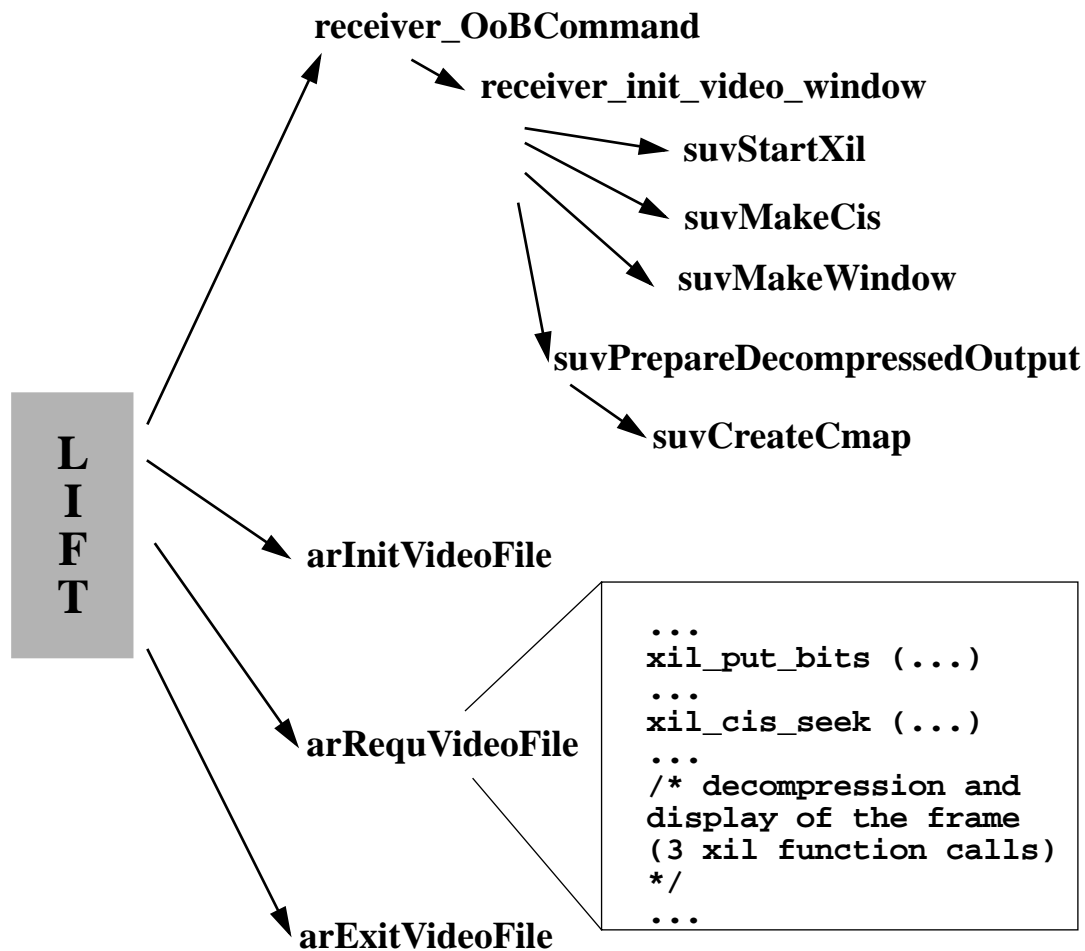 receiver_OoBCommand
receiver_init_video_window
suvStartXil
suvMakeCis
suvMakeWindow
suvPrepareDecompressedOutput
suvCreateCmap
L
I
F
T
arInitVideoFile
arRequVideoFile
...
xil_put_bits (...)
...
xil_cis_seek (...)
...
/* decompression and
display of the frame
(3 xil function calls)
*/
...
arExitVideoFile